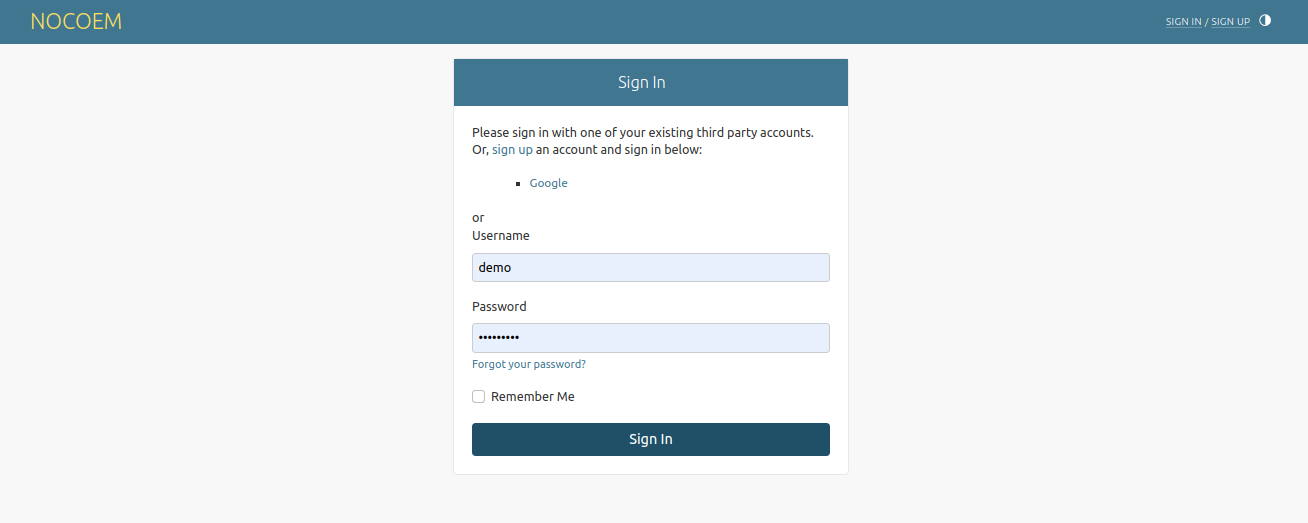 NOCOEM
SIGN IN / SIGN UP
Sign In
Please sign in with one of your existing third party accounts.
Or, sign up an account and sign in below:
Google
or
Username
demo
Password
•••••••••
Forgot your password?
Remember Me
Sign In